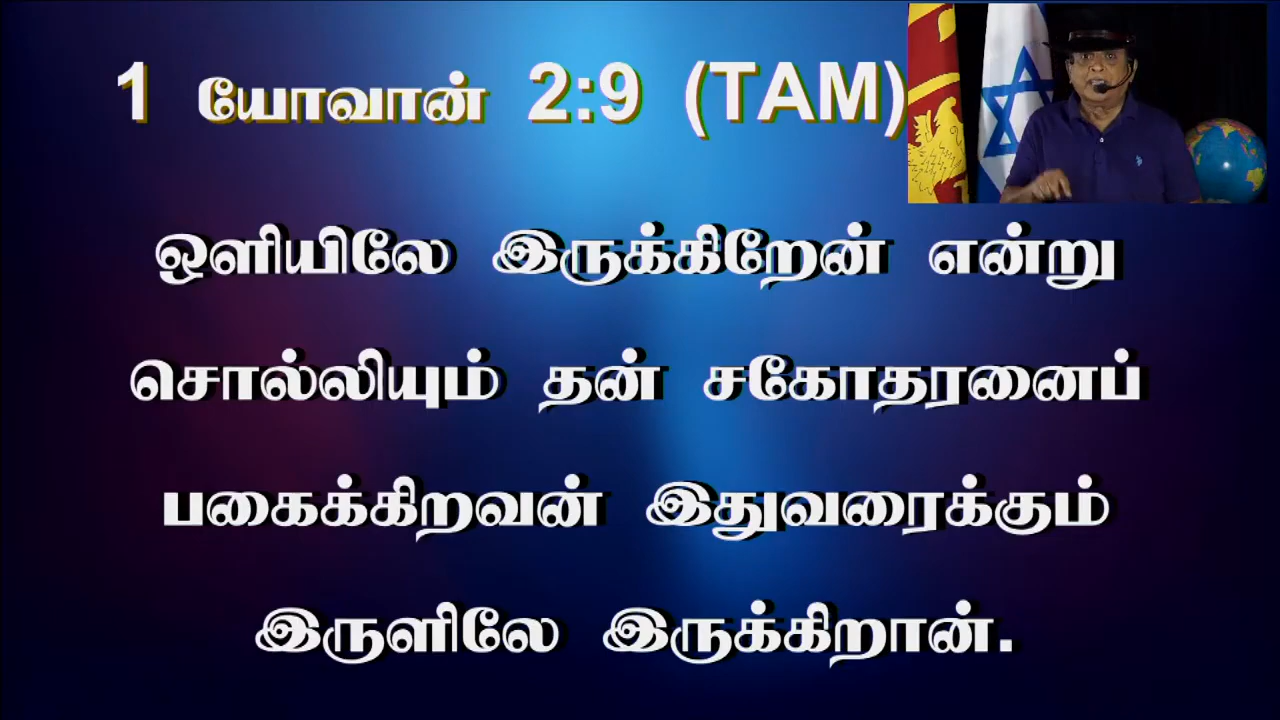 1 யோவான் 2:9 (TAM)
ஒளியிலே இருக்கிறேன் என்று
சொல்லியும் தன் சகோதரனைப்
பகைக்கிறவன் இதுவரைக்கும்
இருளிலே இருக்கிறான்.